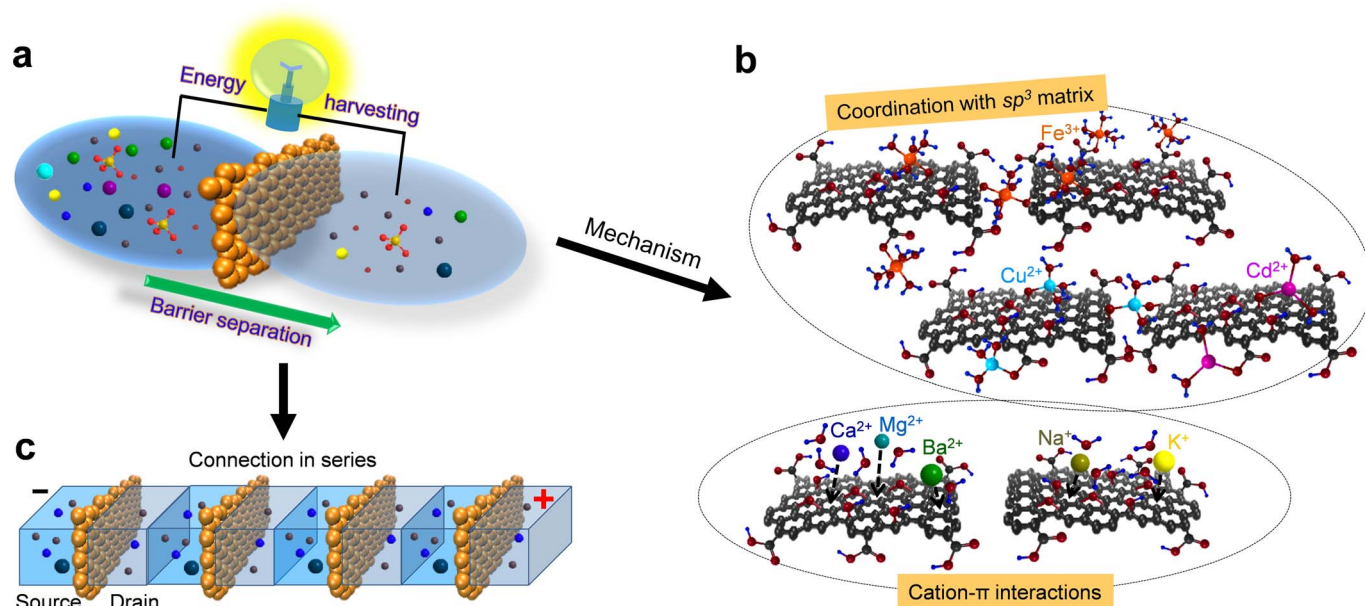 a
Energy
harvesting
Barrier separation
Mechanism
b
Coordination with sp³ matrix
Fe³⁺
Cu²⁺
Cd²⁺
Ca²⁺
Mg²⁺
Ba²⁺
Na⁺
K⁺
Cation-π interactions
c
Connection in series
–
+
Source Drain